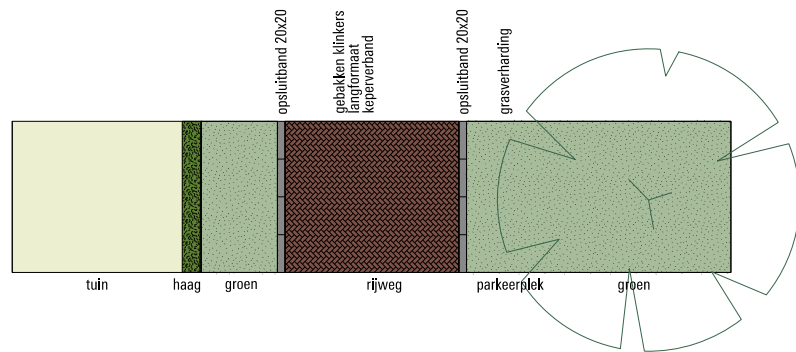 opsluitband 20x20
gebakken klinkers
langformaat
keperverband
opsluitband 20x20
grasverharding
tuin
haag
groen
rijweg
parkeerplek
groen